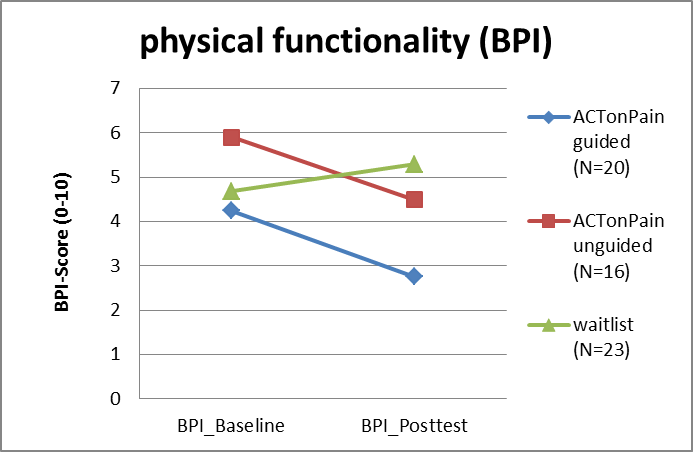 physical functionality (BPI)
7
6
5
4
3
2
1
0
BPI-Score (0-10)
BPI_Baseline
BPI_Posttest
ACTonPain
guided
(N=20)
ACTonPain
unguided
(N=16)
waitlist
(N=23)